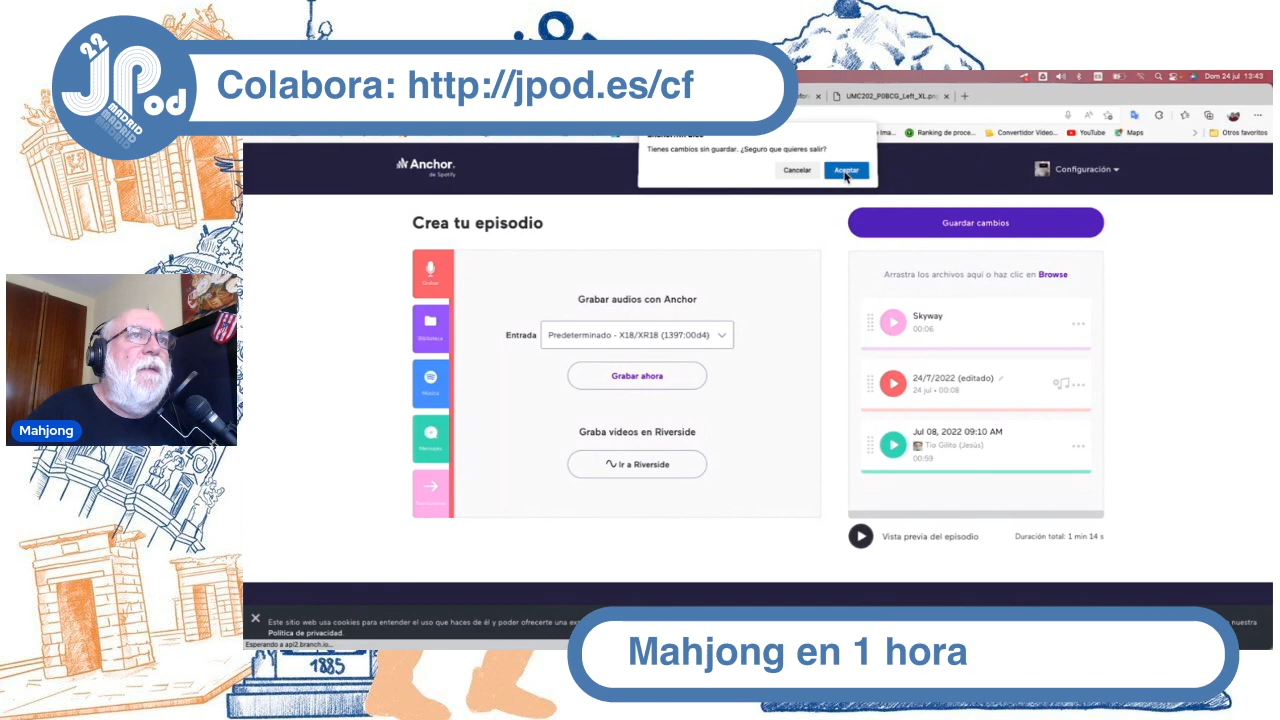 22
JPod
MADRID
Colabora: http://jpod.es/cf
Dom 24 jul 13:43
UMC202_P0BCG_Left_XL.pn
Ranking de proce...
Convertidor Video...
YouTube
Maps
Otros favoritos
Tienes cambios sin guardar. ¿Seguro que quieres salir?
Cancelar
Aceptar
Anchor
de Spotify
Configuración
Crea tu episodio
Guardar cambios
Grabar
Biblioteca
Música
Mensajes
Grabar audios con Anchor
Entrada
Predeterminado - X18/XR18 (1397:00d4)
Grabar ahora
Graba videos en Riverside
Ir a Riverside
Arrastra los archivos aquí o haz clic en Browse
Skyway
00:06
24/7/2022 (editado)
24 jul • 00:08
Jul 08, 2022 09:10 AM
Tío Gilito (Jesús)
00:59
Vista previa del episodio
Duración total: 1 min 14 s
Mahjong
Este sitio web usa cookies para entender el uso que haces de él y poder ofrecerte una
nuestra
Política de privacidad.
Esperando a api2.branch.io...
Mahjong en 1 hora
1885